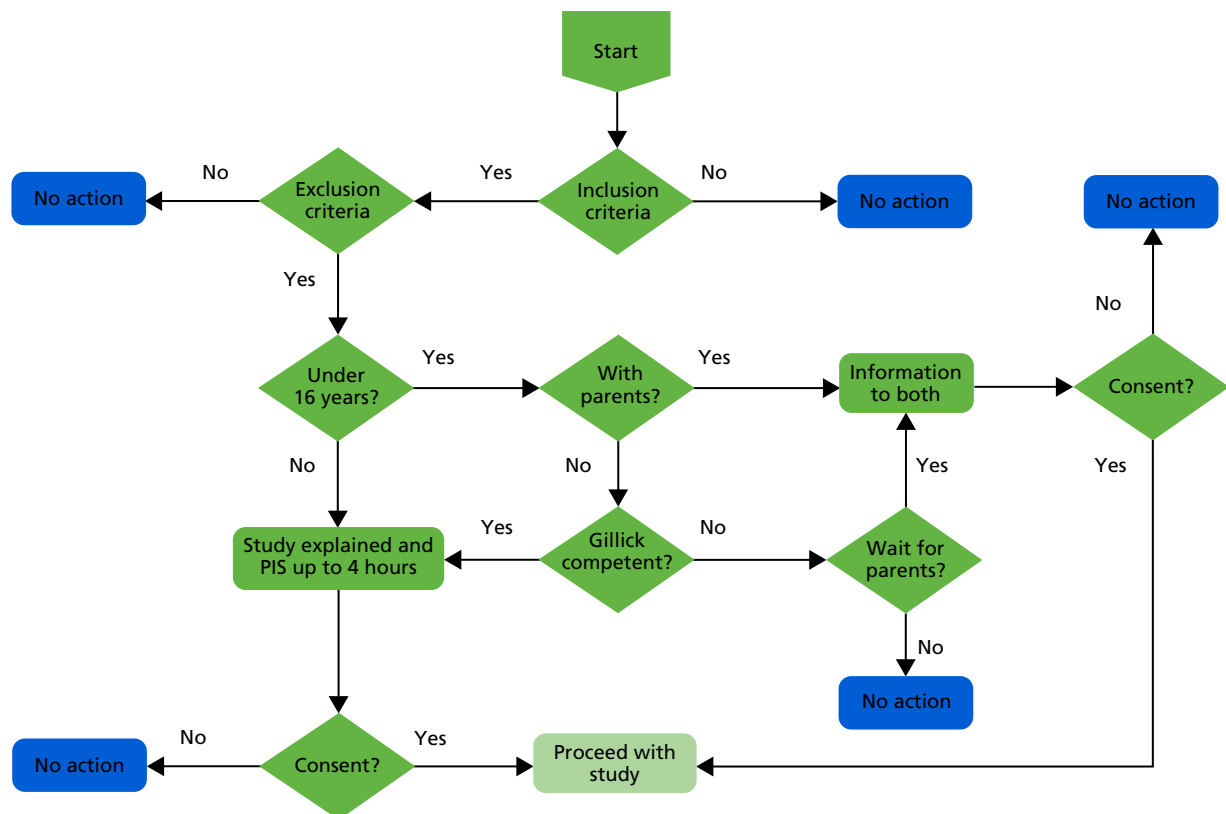 Start
No
Yes
No
No action
Exclusion
criteria
Inclusion
criteria
No action
No action
Yes
No
Yes
Yes
Under
16 years?
With
parents?
Information
to both
Consent?
No
No
Yes
Yes
Yes
No
Study explained and
PIS up to 4 hours
Gillick
competent?
Wait for
parents?
No
No action
No
Yes
No action
Consent?
Proceed with
study